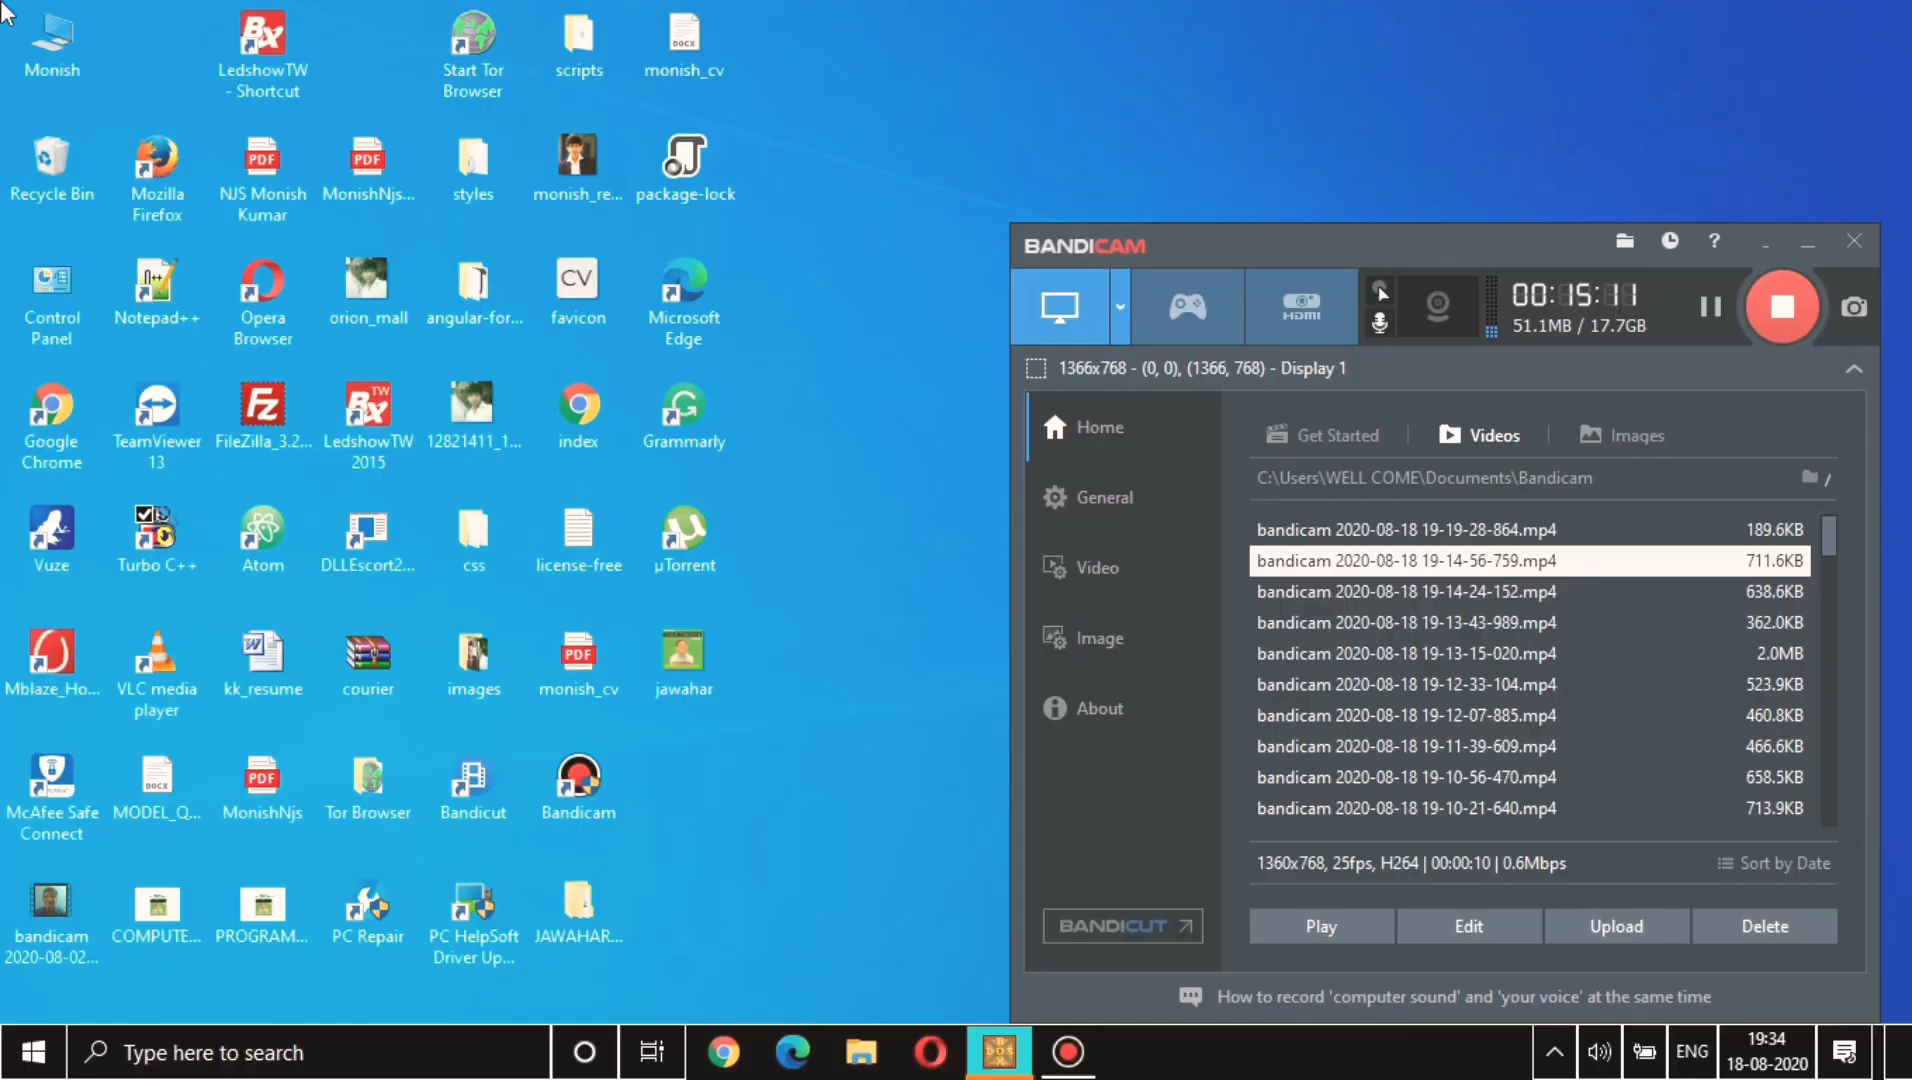 Monish
LedshowTW
- Shortcut
Start Tor
Browser
scripts
monish_cv
Recycle Bin
Mozilla
Firefox
NJS Monish
Kumar
MonishNjs...
styles
monish_re...
package-lock
Control
Panel
Notepad++
Opera
Browser
orion_mall
angular-for...
CV
favicon
Microsoft
Edge
Google
Chrome
TeamViewer
13
FileZilla_3.2...
LedshowTW
2015
12821411_1...
index
Grammarly
Vuze
Turbo C++
Atom
DLLEscort2...
css
license-free
µTorrent
Mblaze_Ho...
VLC media
player
kk_resume
courier
images
monish_cv
jawahar
McAfee Safe
Connect
MODEL_Q...
MonishNjs
Tor Browser
Bandicut
Bandicam
bandicam
2020-08-02...
COMPUTE...
PROGRAM...
PC Repair
PC HelpSoft
Driver Up...
JAWAHAR...
BANDICAM
HDMI
00:15:11
51.1MB / 17.7GB
1366x768 - (0, 0), (1366, 768) - Display 1
Home
General
Video
Image
About
BANDICUT
Get Started
Videos
Images
C:\Users\WELL COME\Documents\Bandicam
bandicam 2020-08-18 19-19-28-864.mp4 189.6KB
bandicam 2020-08-18 19-14-56-759.mp4 711.6KB
bandicam 2020-08-18 19-14-24-152.mp4 638.6KB
bandicam 2020-08-18 19-13-43-989.mp4 362.0KB
bandicam 2020-08-18 19-13-15-020.mp4 2.0MB
bandicam 2020-08-18 19-12-33-104.mp4 523.9KB
bandicam 2020-08-18 19-12-07-885.mp4 460.8KB
bandicam 2020-08-18 19-11-39-609.mp4 466.6KB
bandicam 2020-08-18 19-10-56-470.mp4 658.5KB
bandicam 2020-08-18 19-10-21-640.mp4 713.9KB
1360x768, 25fps, H264 | 00:00:10 | 0.6Mbps
Sort by Date
Play
Edit
Upload
Delete
How to record 'computer sound' and 'your voice' at the same time
Type here to search
ENG
19:34
18-08-2020